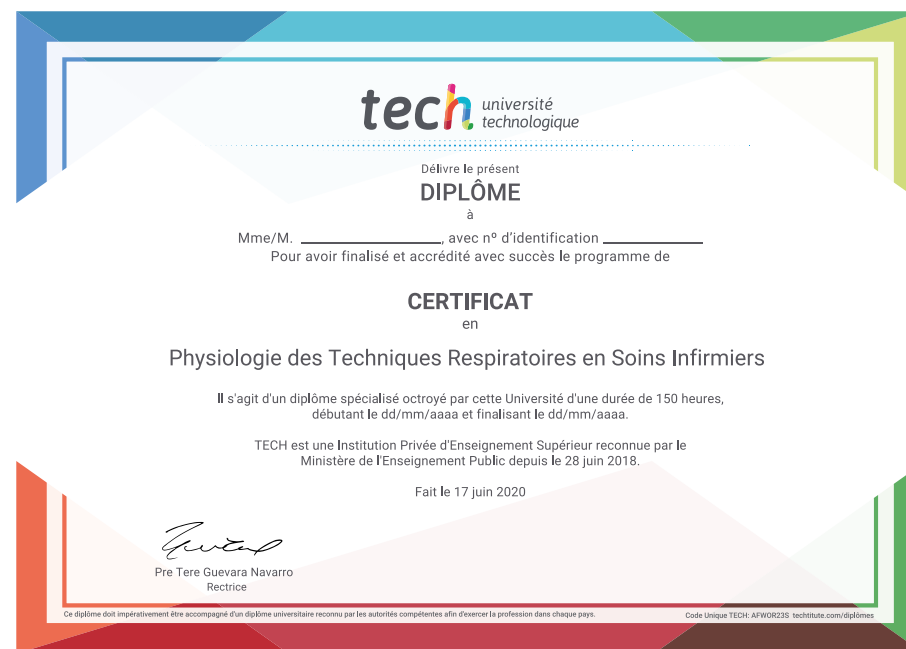 tech université
technologique
Délivre le présent
DIPLÔME
à
Mme/M. ____________________, avec nº d'identification ______________
Pour avoir finalisé et accrédité avec succès le programme de
CERTIFICAT
en
Physiologie des Techniques Respiratoires en Soins Infirmiers
Il s'agit d'un diplôme spécialisé octroyé par cette Université d'une durée de 150 heures,
débutant le dd/mm/aaaa et finalisant le dd/mm/aaaa.
TECH est une Institution Privée d'Enseignement Supérieur reconnue par le
Ministère de l'Enseignement Public depuis le 28 juin 2018.
Fait le 17 juin 2020
Pre Tere Guevara Navarro
Rectrice
Ce diplôme doit impérativement être accompagné d'un diplôme universitaire reconnu par les autorités compétentes afin d'exercer la profession dans chaque pays.
Code Unique TECH: AFWOR23S techtitute.com/diplômes